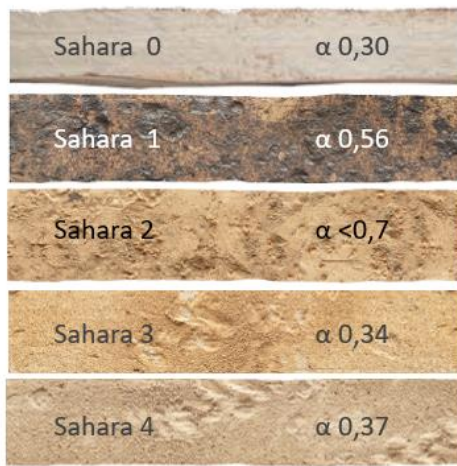 Sahara 0 α 0,30
Sahara 1 α 0,56
Sahara 2 α <0,7
Sahara 3 α 0,34
Sahara 4 α 0,37